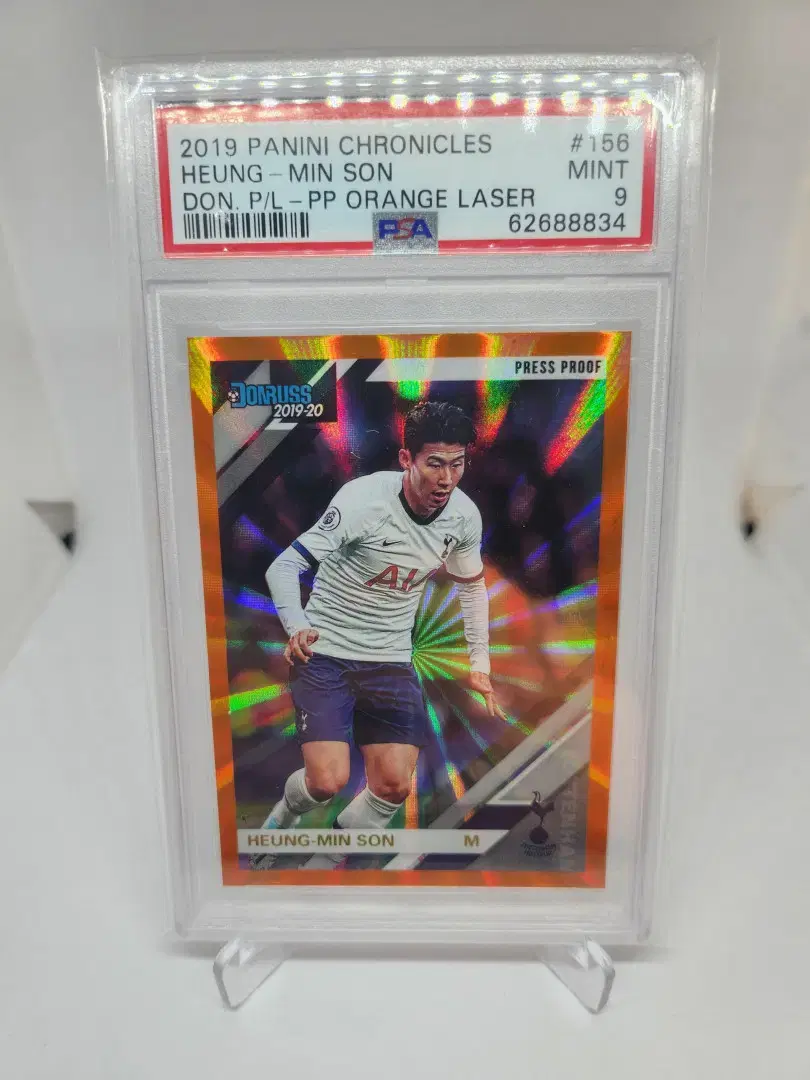 2019 PANINI CHRONICLES #156
HEUNG-MIN SON MINT
DON. P/L-PP ORANGE LASER 9
PSA 62688834
PRESS PROOF
DONRUSS
2019-20
AI
HEUNG-MIN SON M